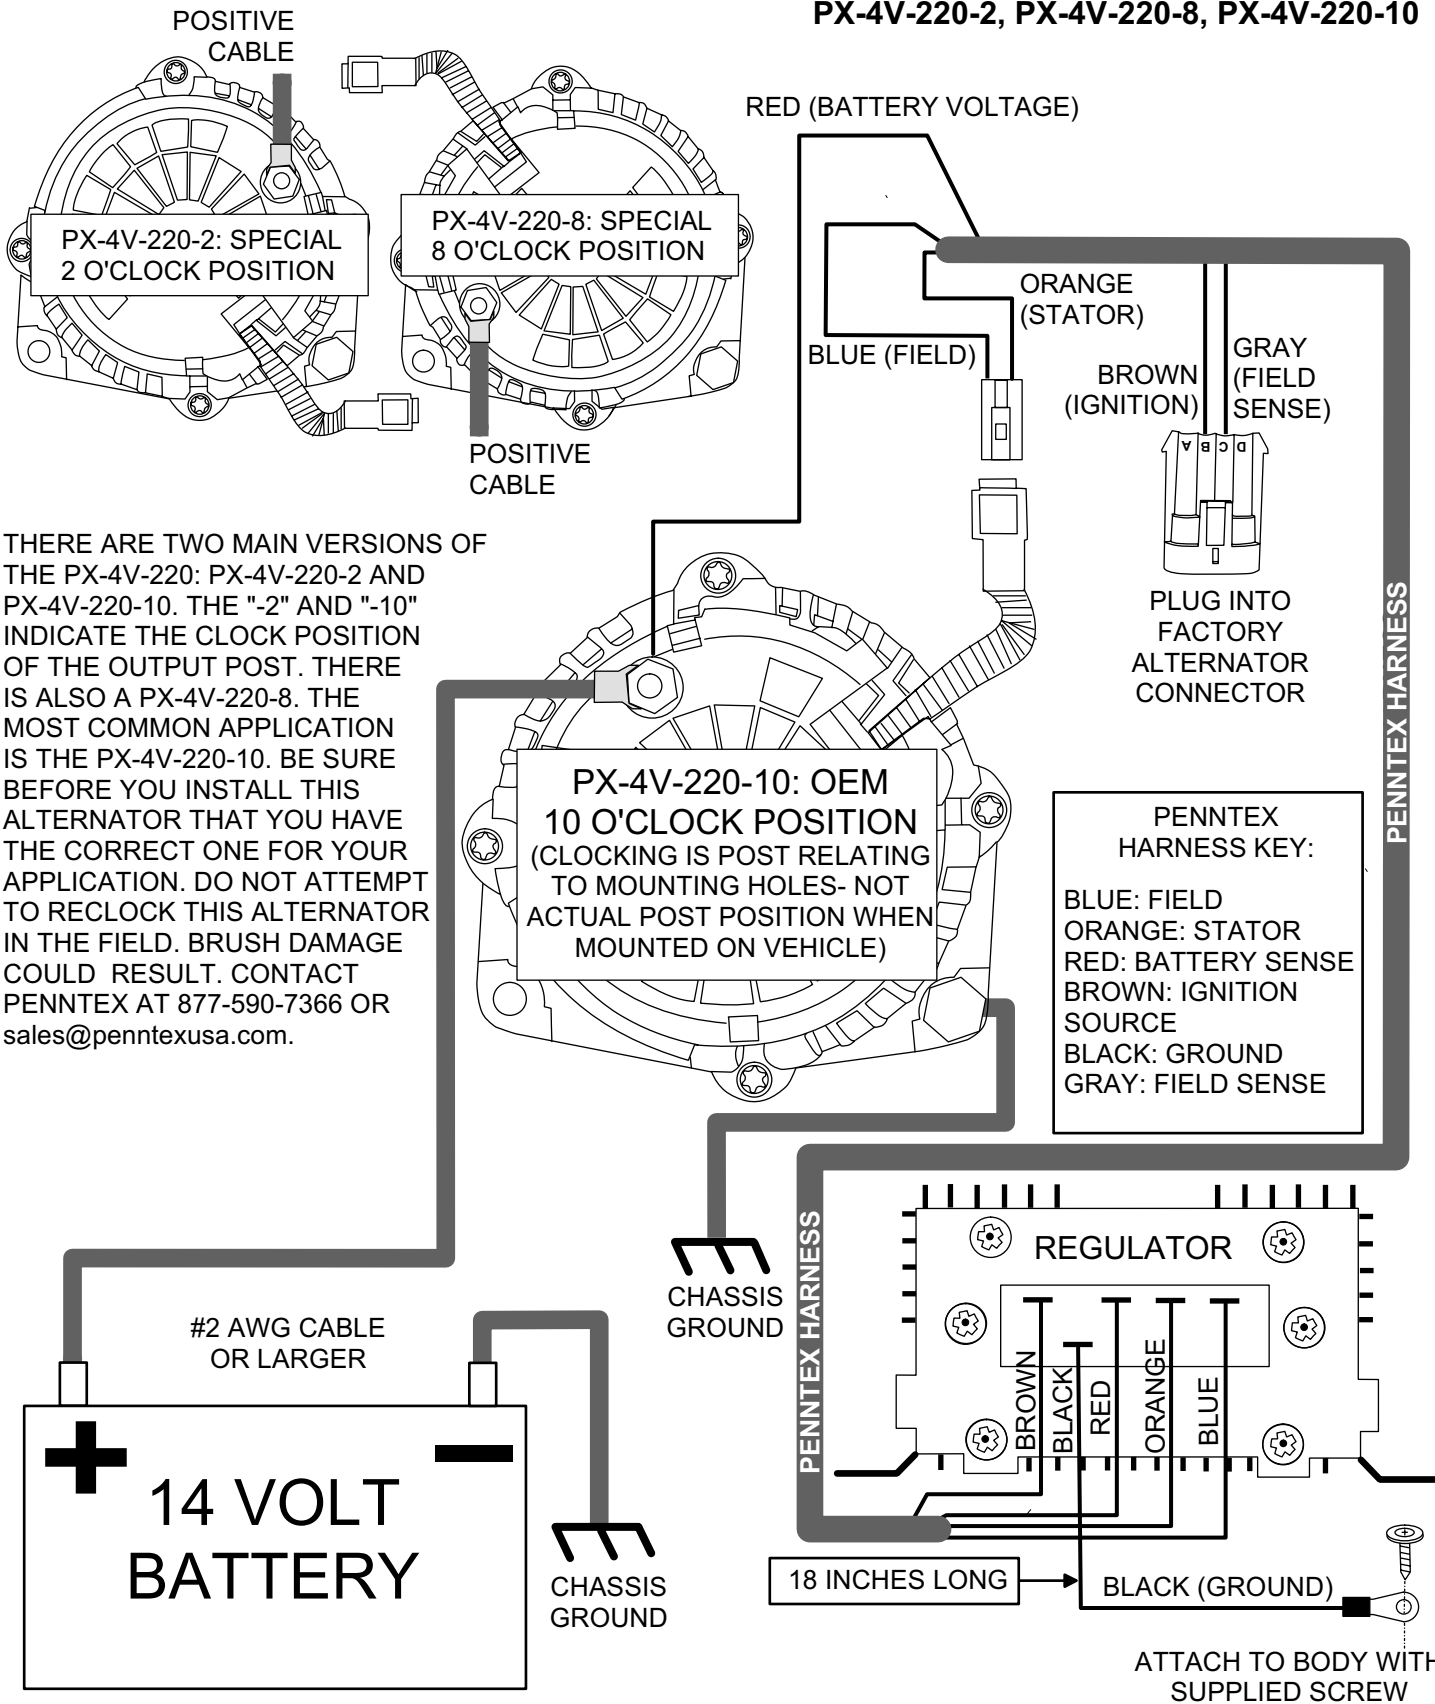 PX-4V-220-2, PX-4V-220-8, PX-4V-220-10
POSITIVE
CABLE
RED (BATTERY VOLTAGE)
PX-4V-220-2: SPECIAL
2 O'CLOCK POSITION
PX-4V-220-8: SPECIAL
8 O'CLOCK POSITION
ORANGE
(STATOR)
BLUE (FIELD)
BROWN
(IGNITION)
GRAY
(FIELD
SENSE)
A B C D
POSITIVE
CABLE
PLUG INTO
FACTORY
ALTERNATOR
CONNECTOR
PENNTEX HARNESS
THERE ARE TWO MAIN VERSIONS OF
THE PX-4V-220: PX-4V-220-2 AND
PX-4V-220-10. THE "-2" AND "-10"
INDICATE THE CLOCK POSITION
OF THE OUTPUT POST. THERE
IS ALSO A PX-4V-220-8. THE
MOST COMMON APPLICATION
IS THE PX-4V-220-10. BE SURE
BEFORE YOU INSTALL THIS
ALTERNATOR THAT YOU HAVE
THE CORRECT ONE FOR YOUR
APPLICATION. DO NOT ATTEMPT
TO RECLOCK THIS ALTERNATOR
IN THE FIELD. BRUSH DAMAGE
COULD RESULT. CONTACT
PENNTEX AT 877-590-7366 OR
sales@penntexusa.com.
PX-4V-220-10: OEM
10 O'CLOCK POSITION
(CLOCKING IS POST RELATING
TO MOUNTING HOLES- NOT
ACTUAL POST POSITION WHEN
MOUNTED ON VEHICLE)
PENNTEX
HARNESS KEY:
BLUE: FIELD
ORANGE: STATOR
RED: BATTERY SENSE
BROWN: IGNITION
SOURCE
BLACK: GROUND
GRAY: FIELD SENSE
CHASSIS
GROUND
PENNTEX HARNESS
REGULATOR
BROWN
BLACK
RED
ORANGE
BLUE
#2 AWG CABLE
OR LARGER
14 VOLT
BATTERY
CHASSIS
GROUND
18 INCHES LONG
BLACK (GROUND)
ATTACH TO BODY WITH
SUPPLIED SCREW